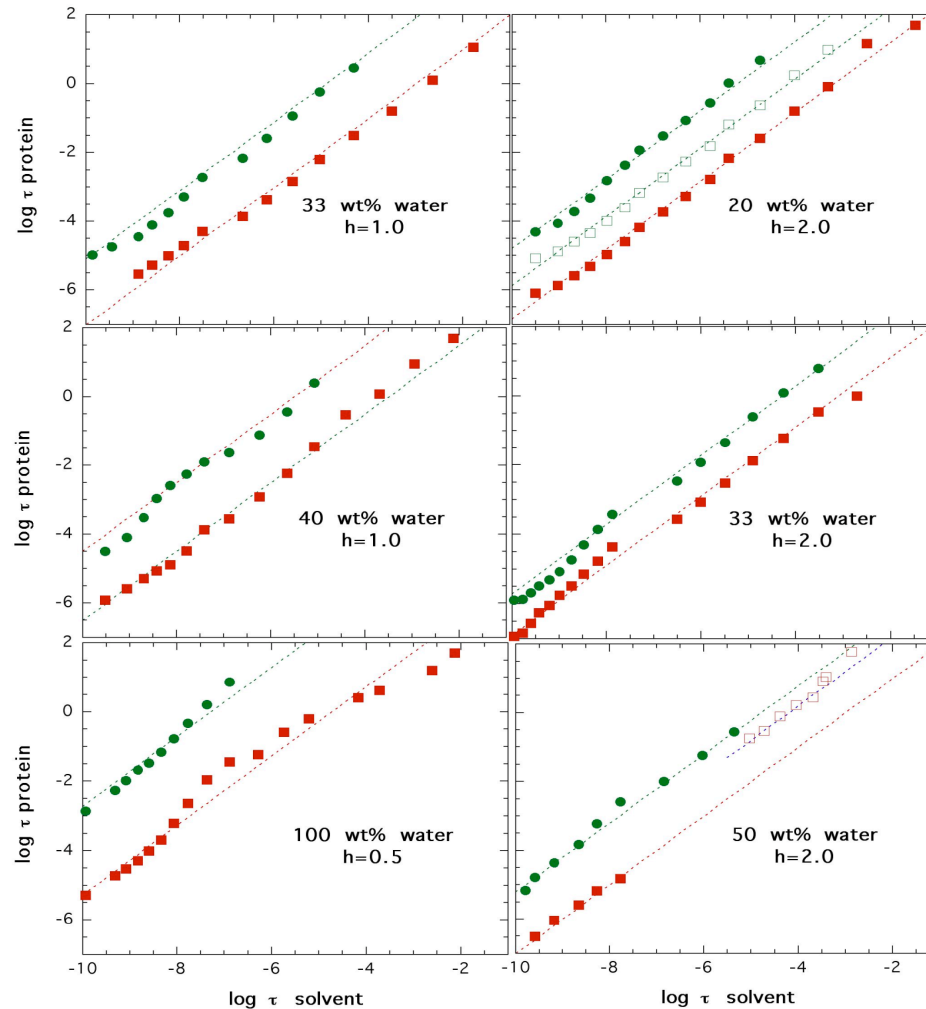 2
0
-2
-4
-6
log τ protein
33 wt% water
h=1.0
20 wt% water
h=2.0
2
0
-2
-4
-6
log τ protein
40 wt% water
h=1.0
33 wt% water
h=2.0
2
0
-2
-4
-6
log τ protein
100 wt% water
h=0.5
50 wt% water
h=2.0
-10 -8 -6 -4 -2
-10 -8 -6 -4 -2
log τ solvent
log τ solvent